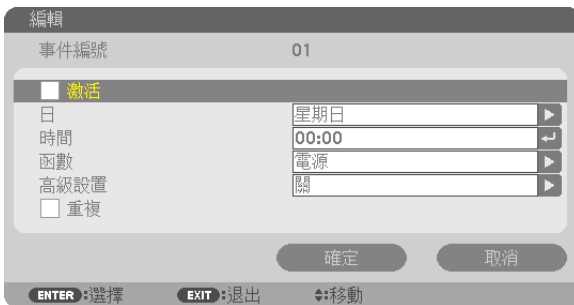 編輯
事件編號 01
激活
日 星期日
時間 00:00
函數 電源
高級設置 關
重複
確定 取消
ENTER:選擇 EXIT:退出 :移動